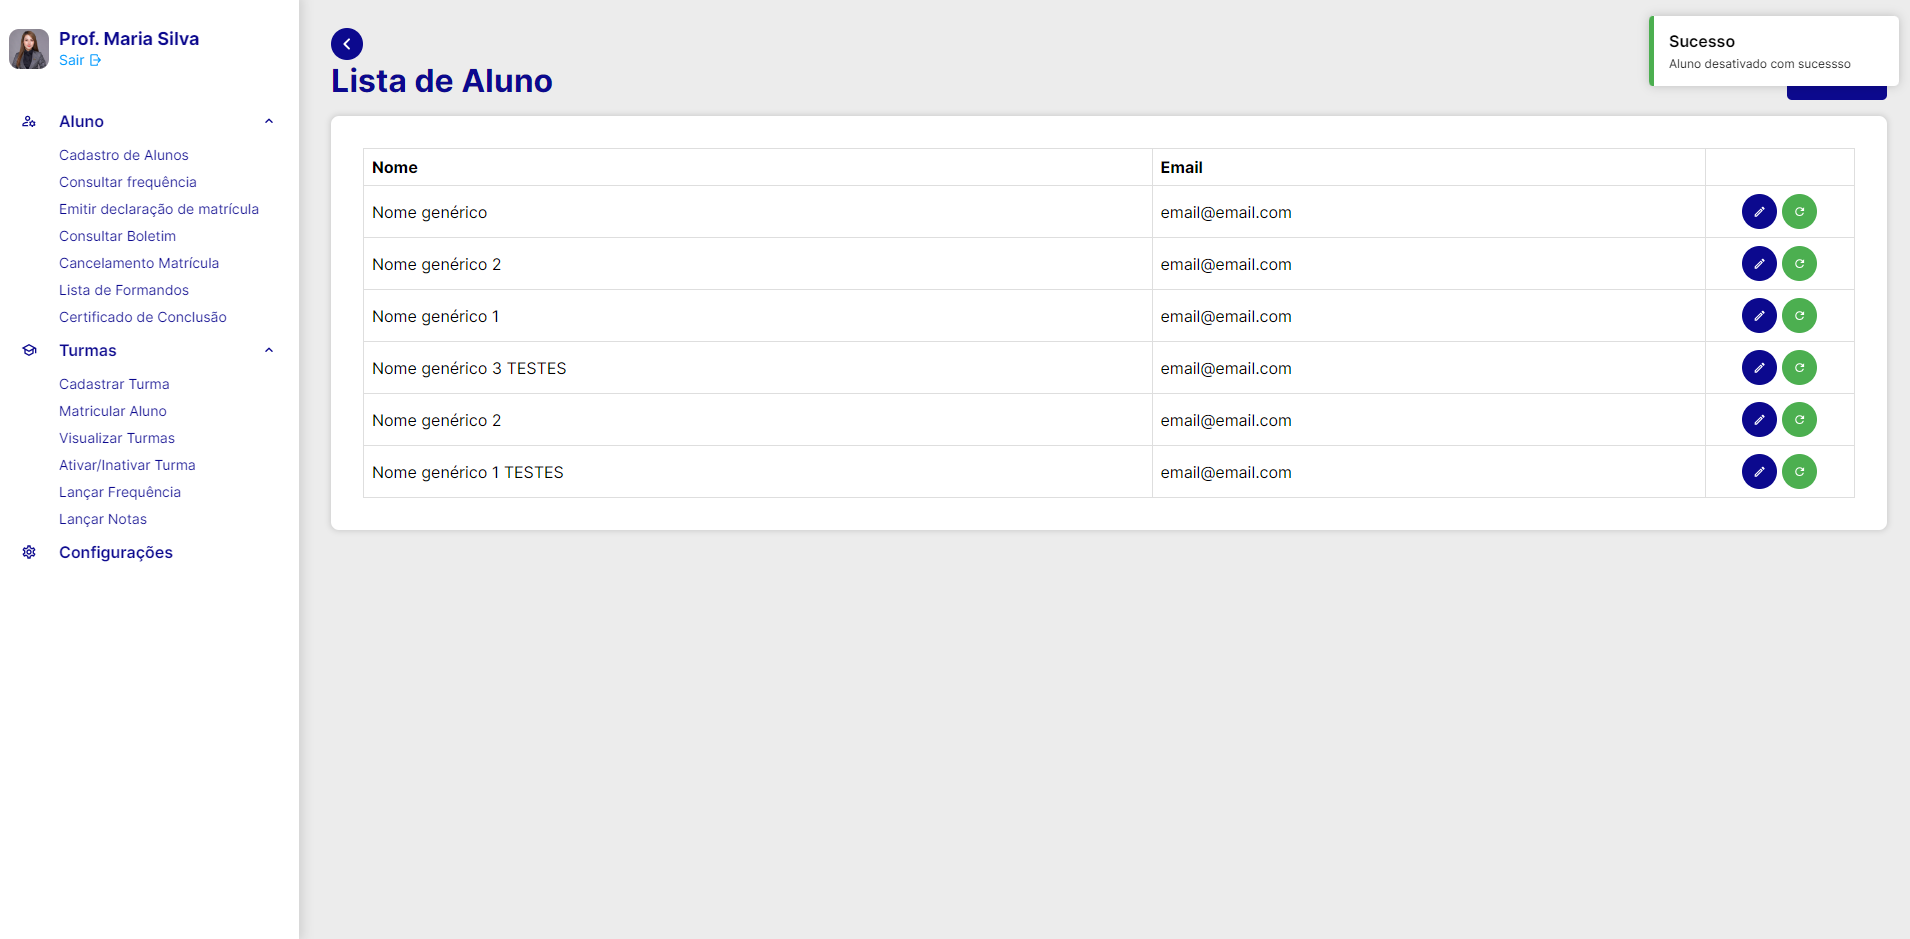 Prof. Maria Silva
Sair
Aluno
Cadastro de Alunos
Consultar frequência
Emitir declaração de matrícula
Consultar Boletim
Cancelamento Matrícula
Lista de Formandos
Certificado de Conclusão
Turmas
Cadastrar Turma
Matricular Aluno
Visualizar Turmas
Ativar/Inativar Turma
Lançar Frequência
Lançar Notas
Configurações
Lista de Aluno
Sucesso
Aluno desativado com sucessso
Nome Email
Nome genérico email@email.com
Nome genérico 2 email@email.com
Nome genérico 1 email@email.com
Nome genérico 3 TESTES email@email.com
Nome genérico 2 email@email.com
Nome genérico 1 TESTES email@email.com